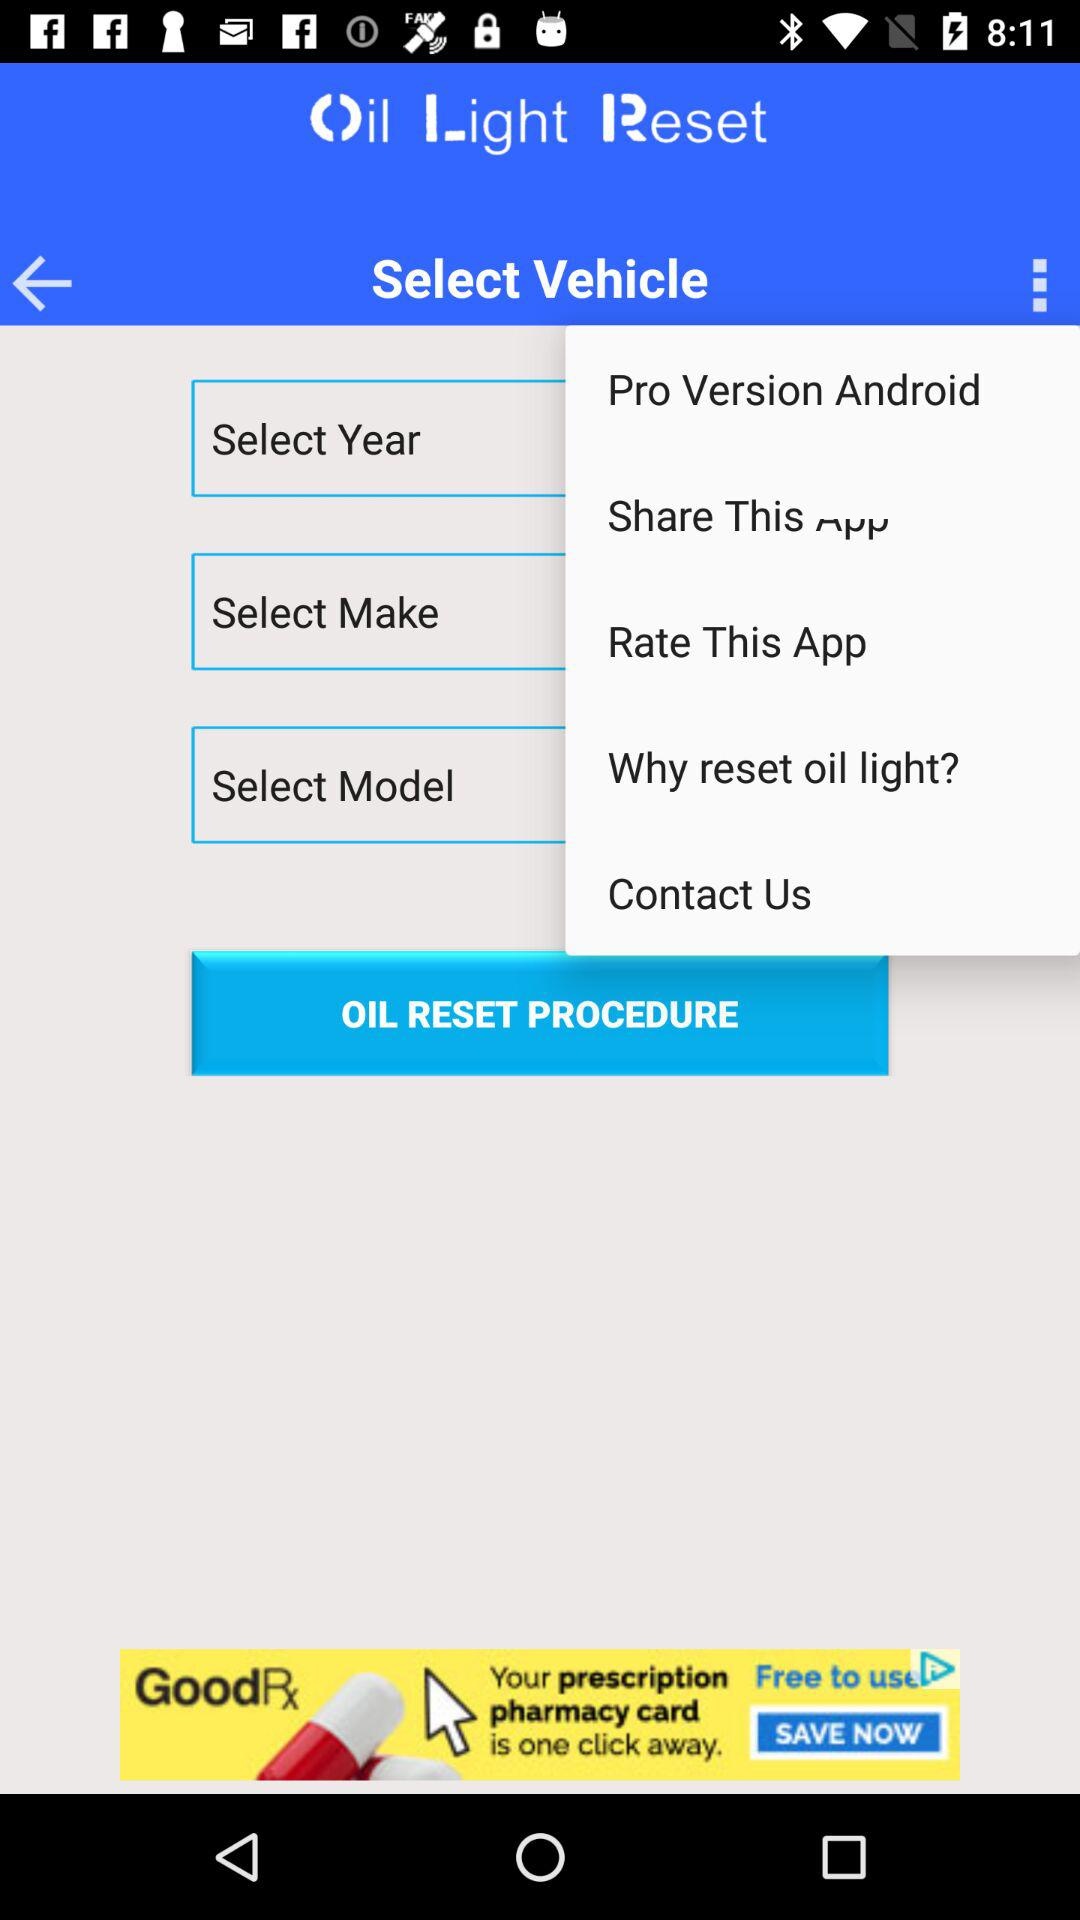 FAKE
8:11
Oil Light Reset
Select Vehicle
Pro Version Android
Select Year
Share This
Select Make
Rate This App
Select Model
Why reset oil light?
Contact Us
OIL RESET PROCEDURE
GoodRx
Your prescription
pharmacy card
is one click away.
Free to use
SAVE NOW